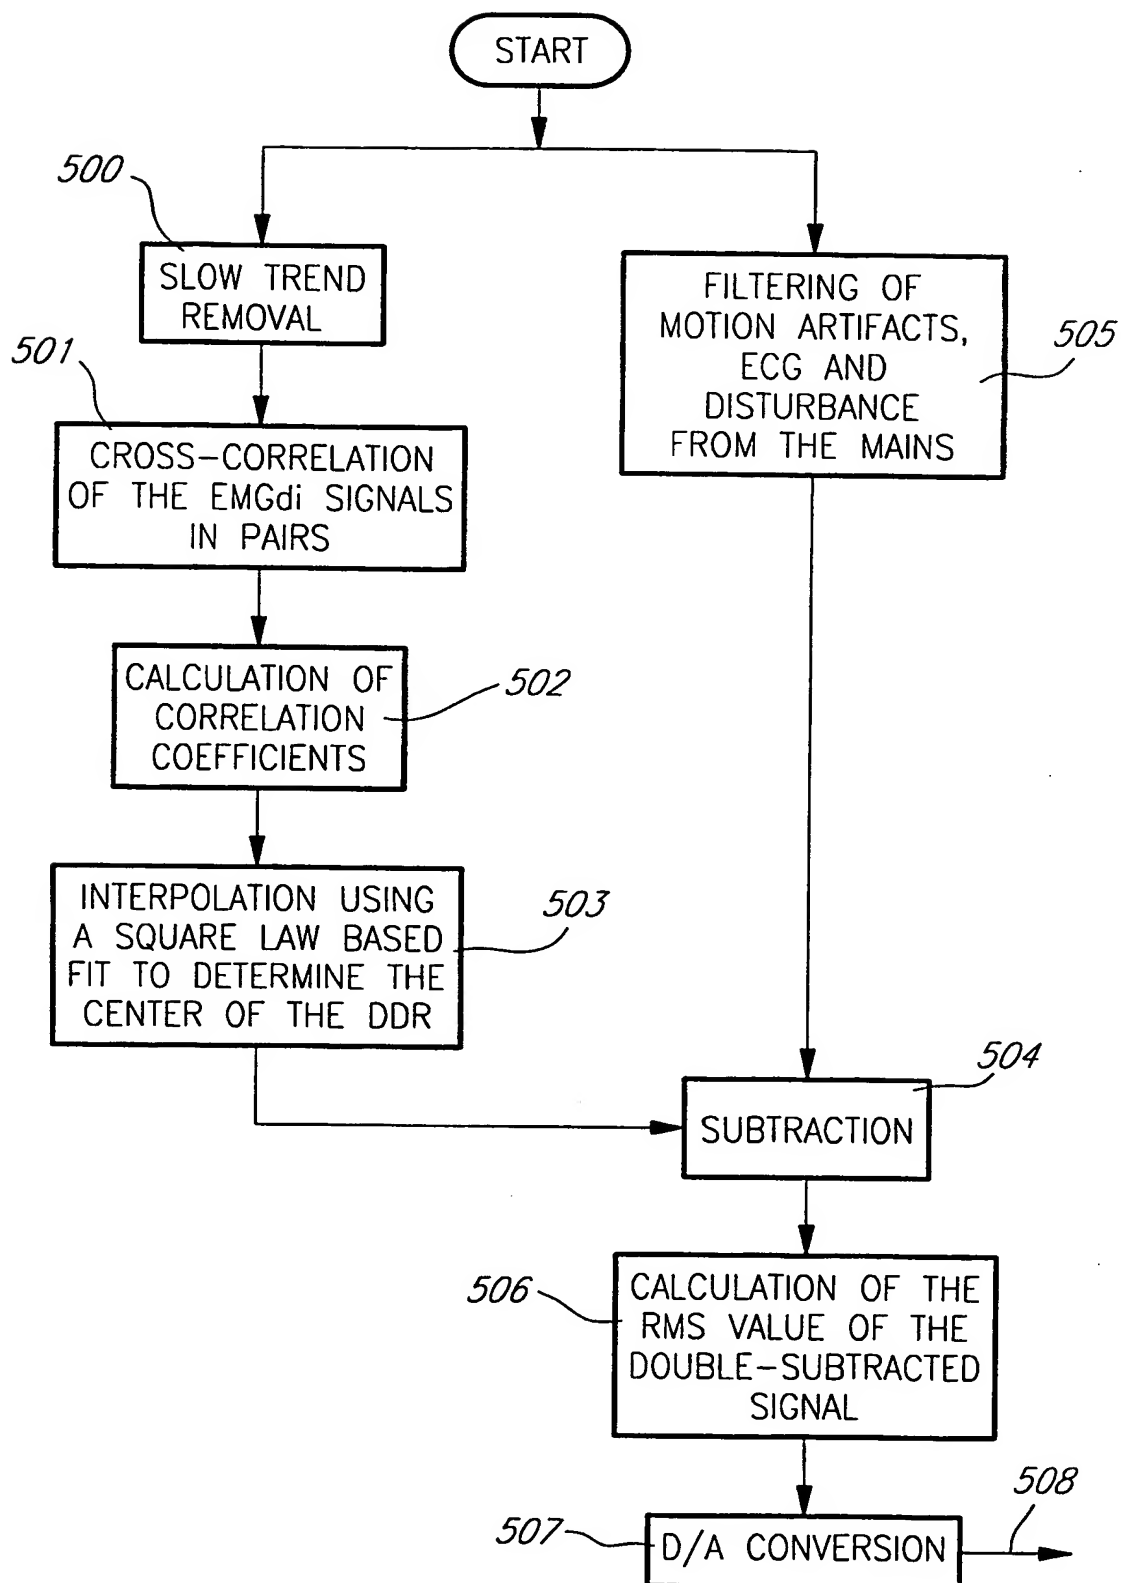 START
500
SLOW TREND
REMOVAL
501
CROSS-CORRELATION
OF THE EMGdi SIGNALS
IN PAIRS
CALCULATION OF
CORRELATION
COEFFICIENTS
502
INTERPOLATION USING
A SQUARE LAW BASED
FIT TO DETERMINE THE
CENTER OF THE DDR
503
FILTERING OF
MOTION ARTIFACTS,
ECG AND
DISTURBANCE
FROM THE MAINS
505
504
SUBTRACTION
506
CALCULATION OF THE
RMS VALUE OF THE
DOUBLE-SUBTRACTED
SIGNAL
507
D/A CONVERSION
508